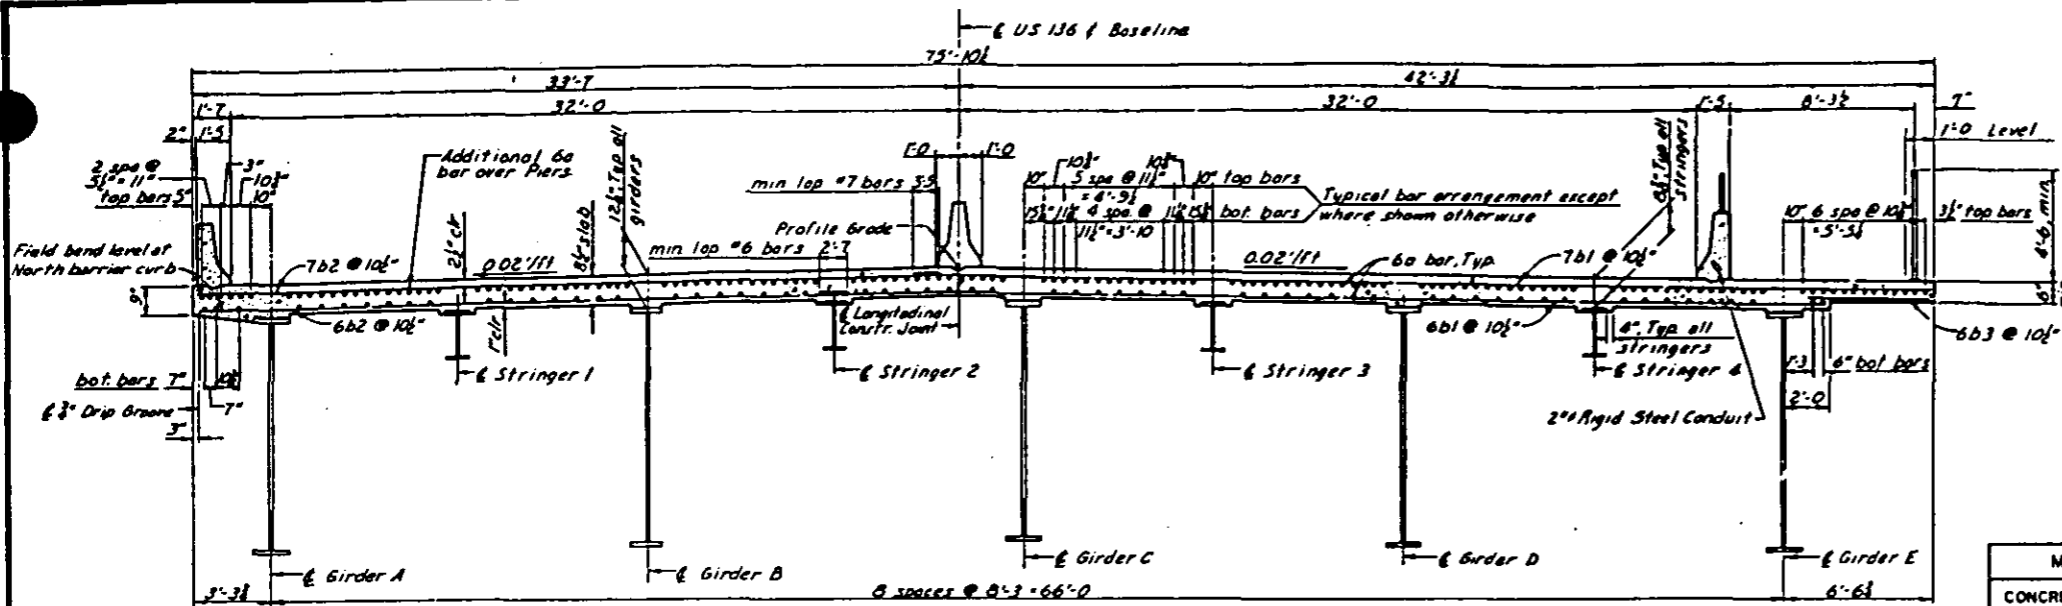 ℄ US 136 & Baseline
75'-10½
33'-7
42'-3½
1'-7
32'-0
32'-0
1'-5
8'-3½
7"
2"
1'-5
1'-0 Level
2 spa @
5½"=11"
3"
10½"
top bars 5"
10"
Additional 6a
bar over Piers
12½" Typ all
girders
1'-0
1'-0
min lap #7 bars
3'-5
10"
10½"
5 spa @ 11½"
= 4'-9½
10½"
10" top bars
4 spa @
11½"=3'-10
bot. bars
Typical bar arrangement except
where shown otherwise
Typ all
stringers
10" 6 spa @ 10½"
= 5'-5½
3½" top bars
4'-6 min.
Field bend level at
North barrier curb
9"
7b2 @ 10½"
2½" clr
0.02'/ft
8½" slab
Profile Grade
min lap #6 bars
2'-7
0.02'/ft
6a bar, Typ.
7b1 @ 10½"
6"
6b2 @ 10½"
1" clr
℄ Longitudinal
Constr. Joint
6b1 @ 10½"
4", Typ. all
stringers
6b3 @ 10½"
bot. bars 7"
10½"
7"
℄ Stringer 1
℄ Stringer 2
℄ Stringer 3
℄ Stringer 4
1'-3
6" bot bars
2'-0
℄ ¾" Drip Groove
3"
2"ϕ Rigid Steel Conduit
℄ Girder A
℄ Girder B
℄ Girder C
℄ Girder D
℄ Girder E
3'-3½
8 spaces @ 8'-3 = 66'-0
6'-6½
M
CONCRE